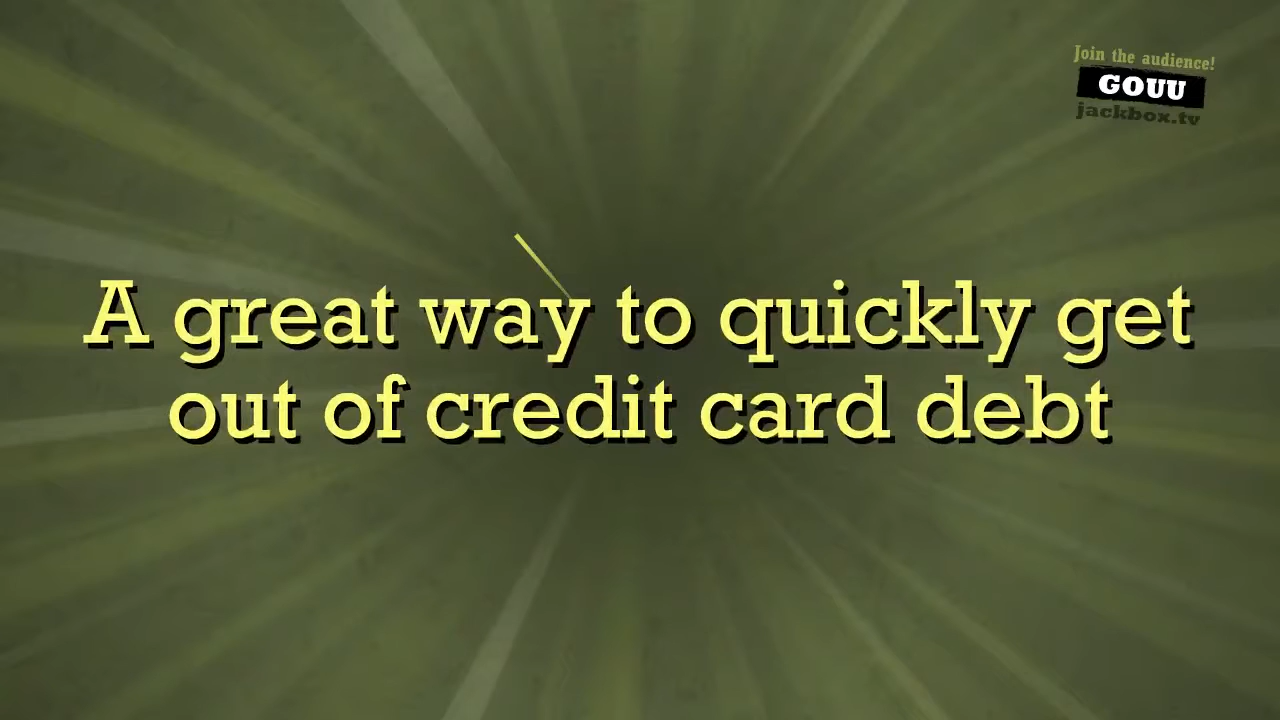 Join the audience!
GOUU
jackbox.tv
A great way to quickly get
out of credit card debt